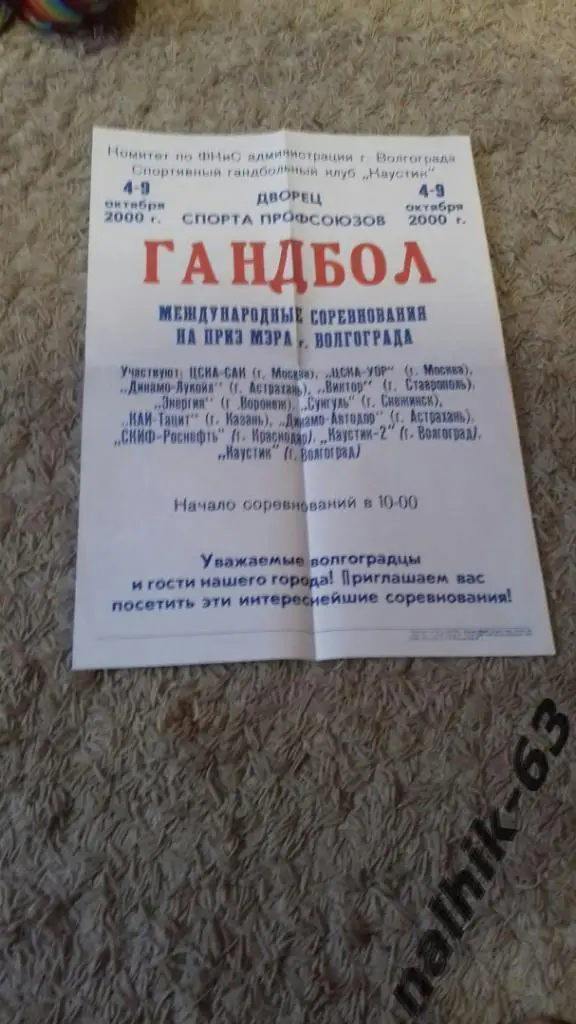 Комитет по ФКиС администрации г. Волгограда
Спортивный гандбольный клуб „Каустик"
4-9 октября 2000 г.
ДВОРЕЦ СПОРТА ПРОФСОЮЗОВ
4-9 октября 2000 г.
ГАНДБОЛ
МЕЖДУНАРОДНЫЕ СОРЕВНОВАНИЯ
НА ПРИЗ МЭРА г. ВОЛГОГРАДА
Участвуют: ЦСКА-САК (г. Москва), „ЦСКА-УОР" (г. Москва),
„Динамо-Лукойл" (г. Астрахань), „Виктор" (г. Ставрополь),
„Энергия" (г. Воронеж), „Сунгуль" (г. Снежинск),
„КАИ-Тацит" (г. Казань), „Динамо-Автодор" (г. Астрахань),
„СКИФ-Роснефть" (г. Краснодар), „Каустик-2" (г. Волгоград),
„Каустик" (г. Волгоград)
Начало соревнований в 10-00
Уважаемые волгоградцы
и гости нашего города! Приглашаем вас
посетить эти интереснейшие соревнования!
nalhik-63